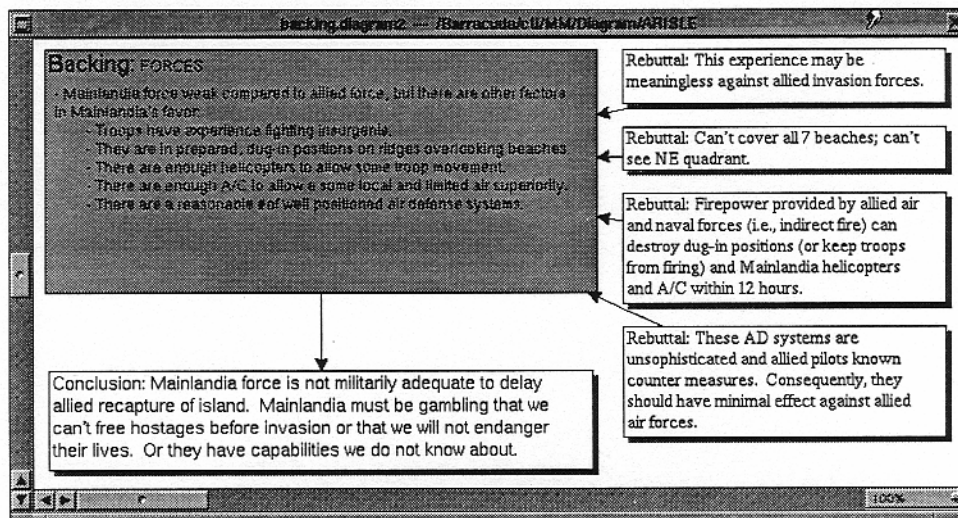 backing.diagram2 --- /Barracuda/ctl/MM/Diagram/ARISLE
Backing: FORCES
- Mainlandia force weak compared to allied force, but there are other factors
in Mainlandia's favor:
- Troops have experience fighting insurgents.
- They are in prepared, dug-in positions on ridges overlooking beaches.
- There are enough helicopters to allow some troop movement.
- There are enough A/C to allow a some local and limited air superiority.
- There are a reasonable #of well positioned air defense systems.
Rebuttal: This experience may be
meaningless against allied invasion forces.
Rebuttal: Can't cover all 7 beaches; can't
see NE quadrant.
Rebuttal: Firepower provided by allied air
and naval forces (i.e., indirect fire) can
destroy dug-in positions (or keep troops
from firing) and Mainlandia helicopters
and A/C within 12 hours.
Rebuttal: These AD systems are
unsophisticated and allied pilots known
counter measures. Consequently, they
should have minimal effect against allied
air forces.
Conclusion: Mainlandia force is not militarily adequate to delay
allied recapture of island. Mainlandia must be gambling that we
can't free hostages before invasion or that we will not endanger
their lives. Or they have capabilities we do not know about.
100%